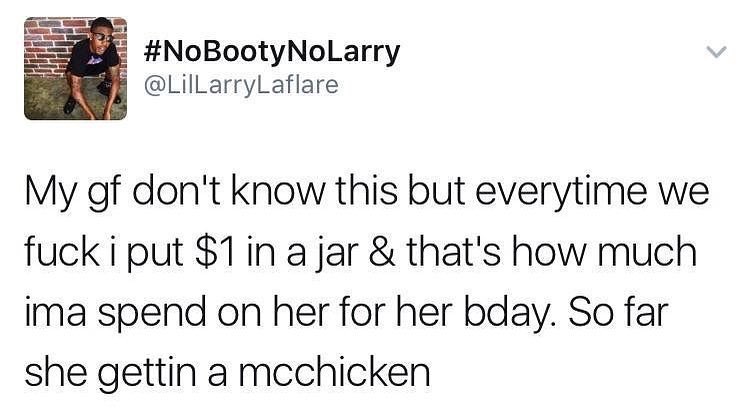 #NoBootyNoLarry
@LilLarryLaflare
My gf don't know this but everytime we
fuck i put $1 in a jar & that's how much
ima spend on her for her bday. So far
she gettin a mcchicken